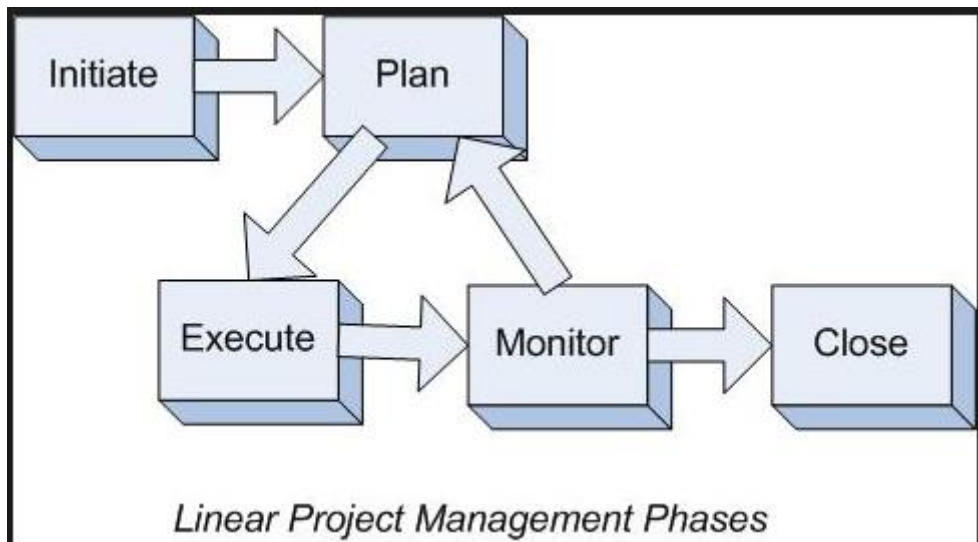 Initiate
Plan
Execute
Monitor
Close
Linear Project Management Phases